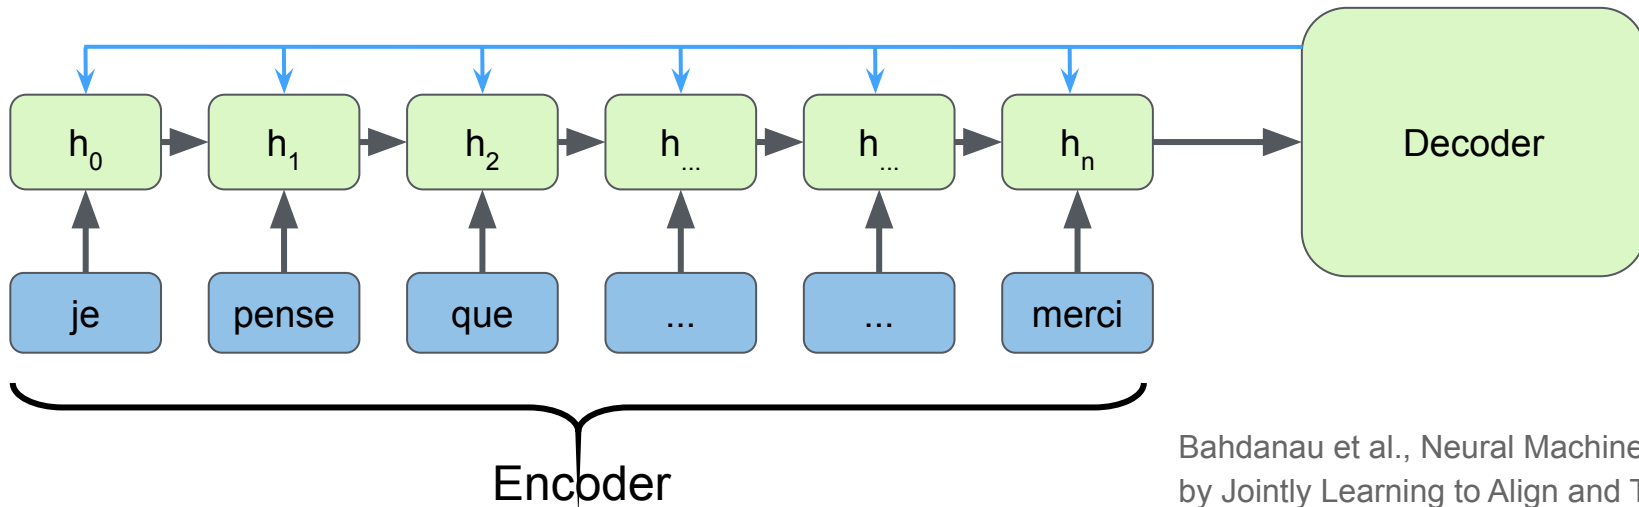 h0 h1 h2 h... h... hn Decoder
je pense que ... ... merci
Encoder
Bahdanau et al., Neural Machine
by Jointly Learning to Align and